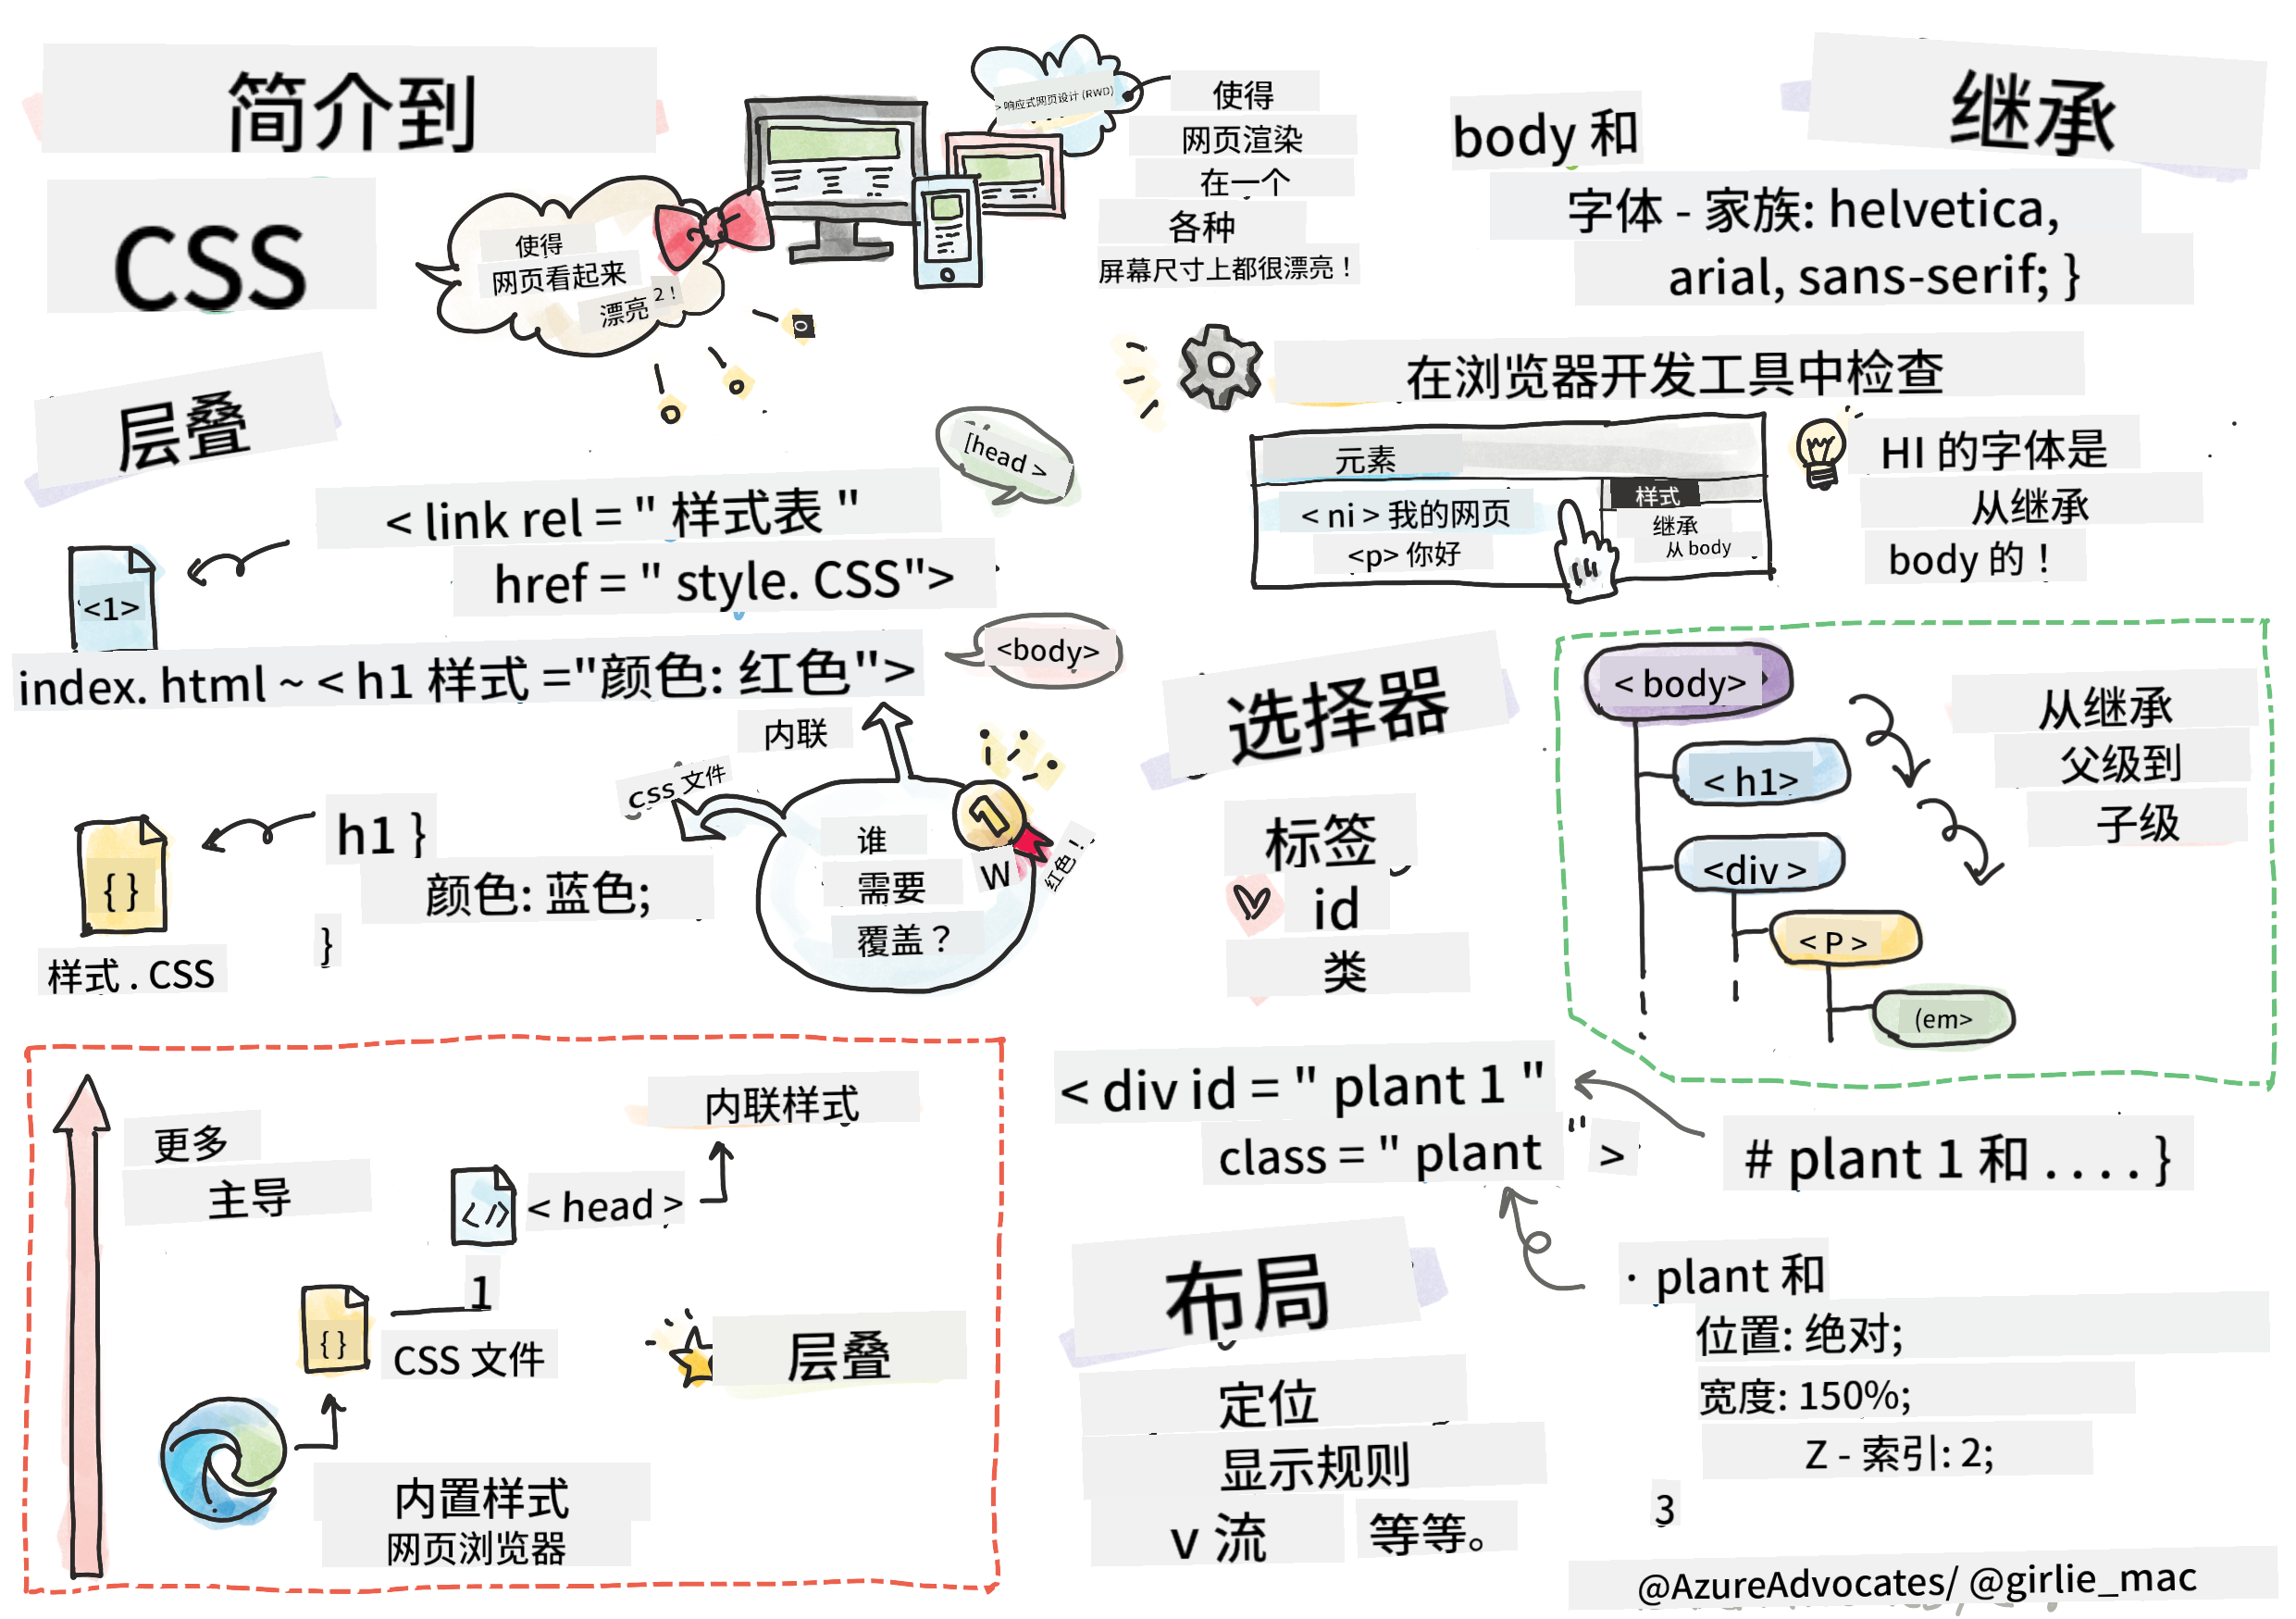 简介到
CSS
使得
网页看起来
漂亮 2 !
> 响应式网页设计 (RWD)
使得
网页渲染
在一个
各种
屏幕尺寸上都很漂亮！
层叠
[head >
< link rel = " 样式表 "
href = " style. CSS">
<1>
index. html ~ < h1 样式 ="颜色: 红色">
<body>
内联
css 文件
h1 }
颜色: 蓝色;
}
{ }
样式 . CSS
谁
需要
覆盖？
1
W
红色！
更多
主导
内联样式
</>
< head >
1
{ }
CSS 文件
层叠
内置样式
网页浏览器
继承
body 和
字体 - 家族: helvetica,
arial, sans-serif; }
在浏览器开发工具中检查
元素
< ni > 我的网页
<p> 你好
样式
继承
从 body
HI 的字体是
从继承
body 的！
选择器
标签
id
类
< body>
< h1>
<div >
< P >
(em>
从继承
父级到
子级
< div id = " plant 1 "
class = " plant " >
# plant 1 和 . . . . }
· plant 和
位置: 绝对;
宽度: 150%;
Z - 索引: 2;
3
布局
定位
显示规则
v 流 等等。
@AzureAdvocates/ @girlie_mac